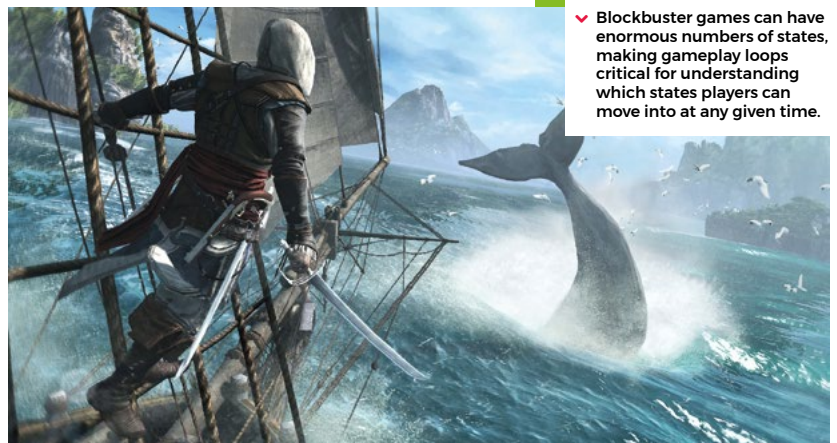 Blockbuster games can have
enormous numbers of states,
making gameplay loops
critical for understanding
which states players can
move into at any given time.